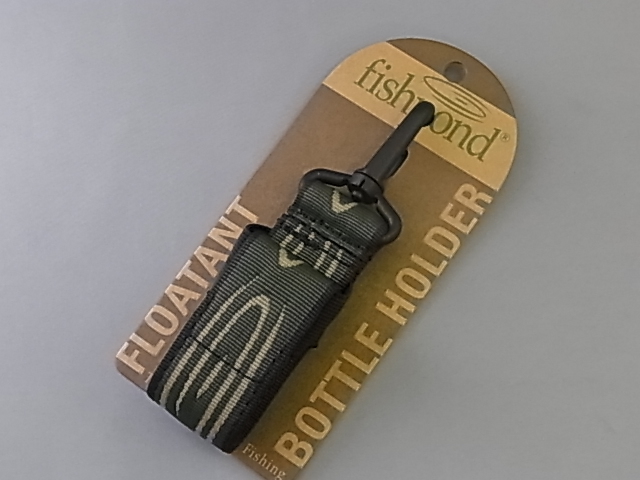 fishpond®
FLOATANT
BOTTLE HOLDER
Fishing